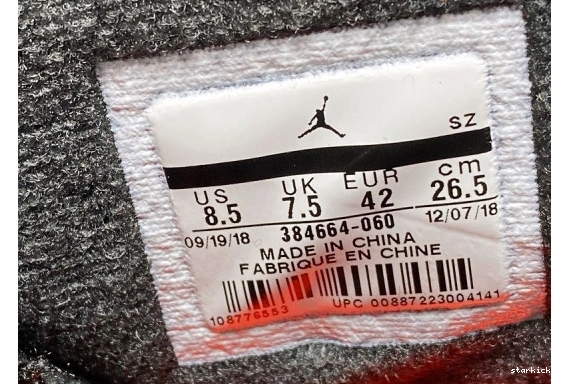 SZ
US UK EUR cm
8.5 7.5 42 26.5
09/19/18 384664-060 12/07/18
MADE IN CHINA
FABRIQUE EN CHINE
108776553 UPC 00887223004141
starkick